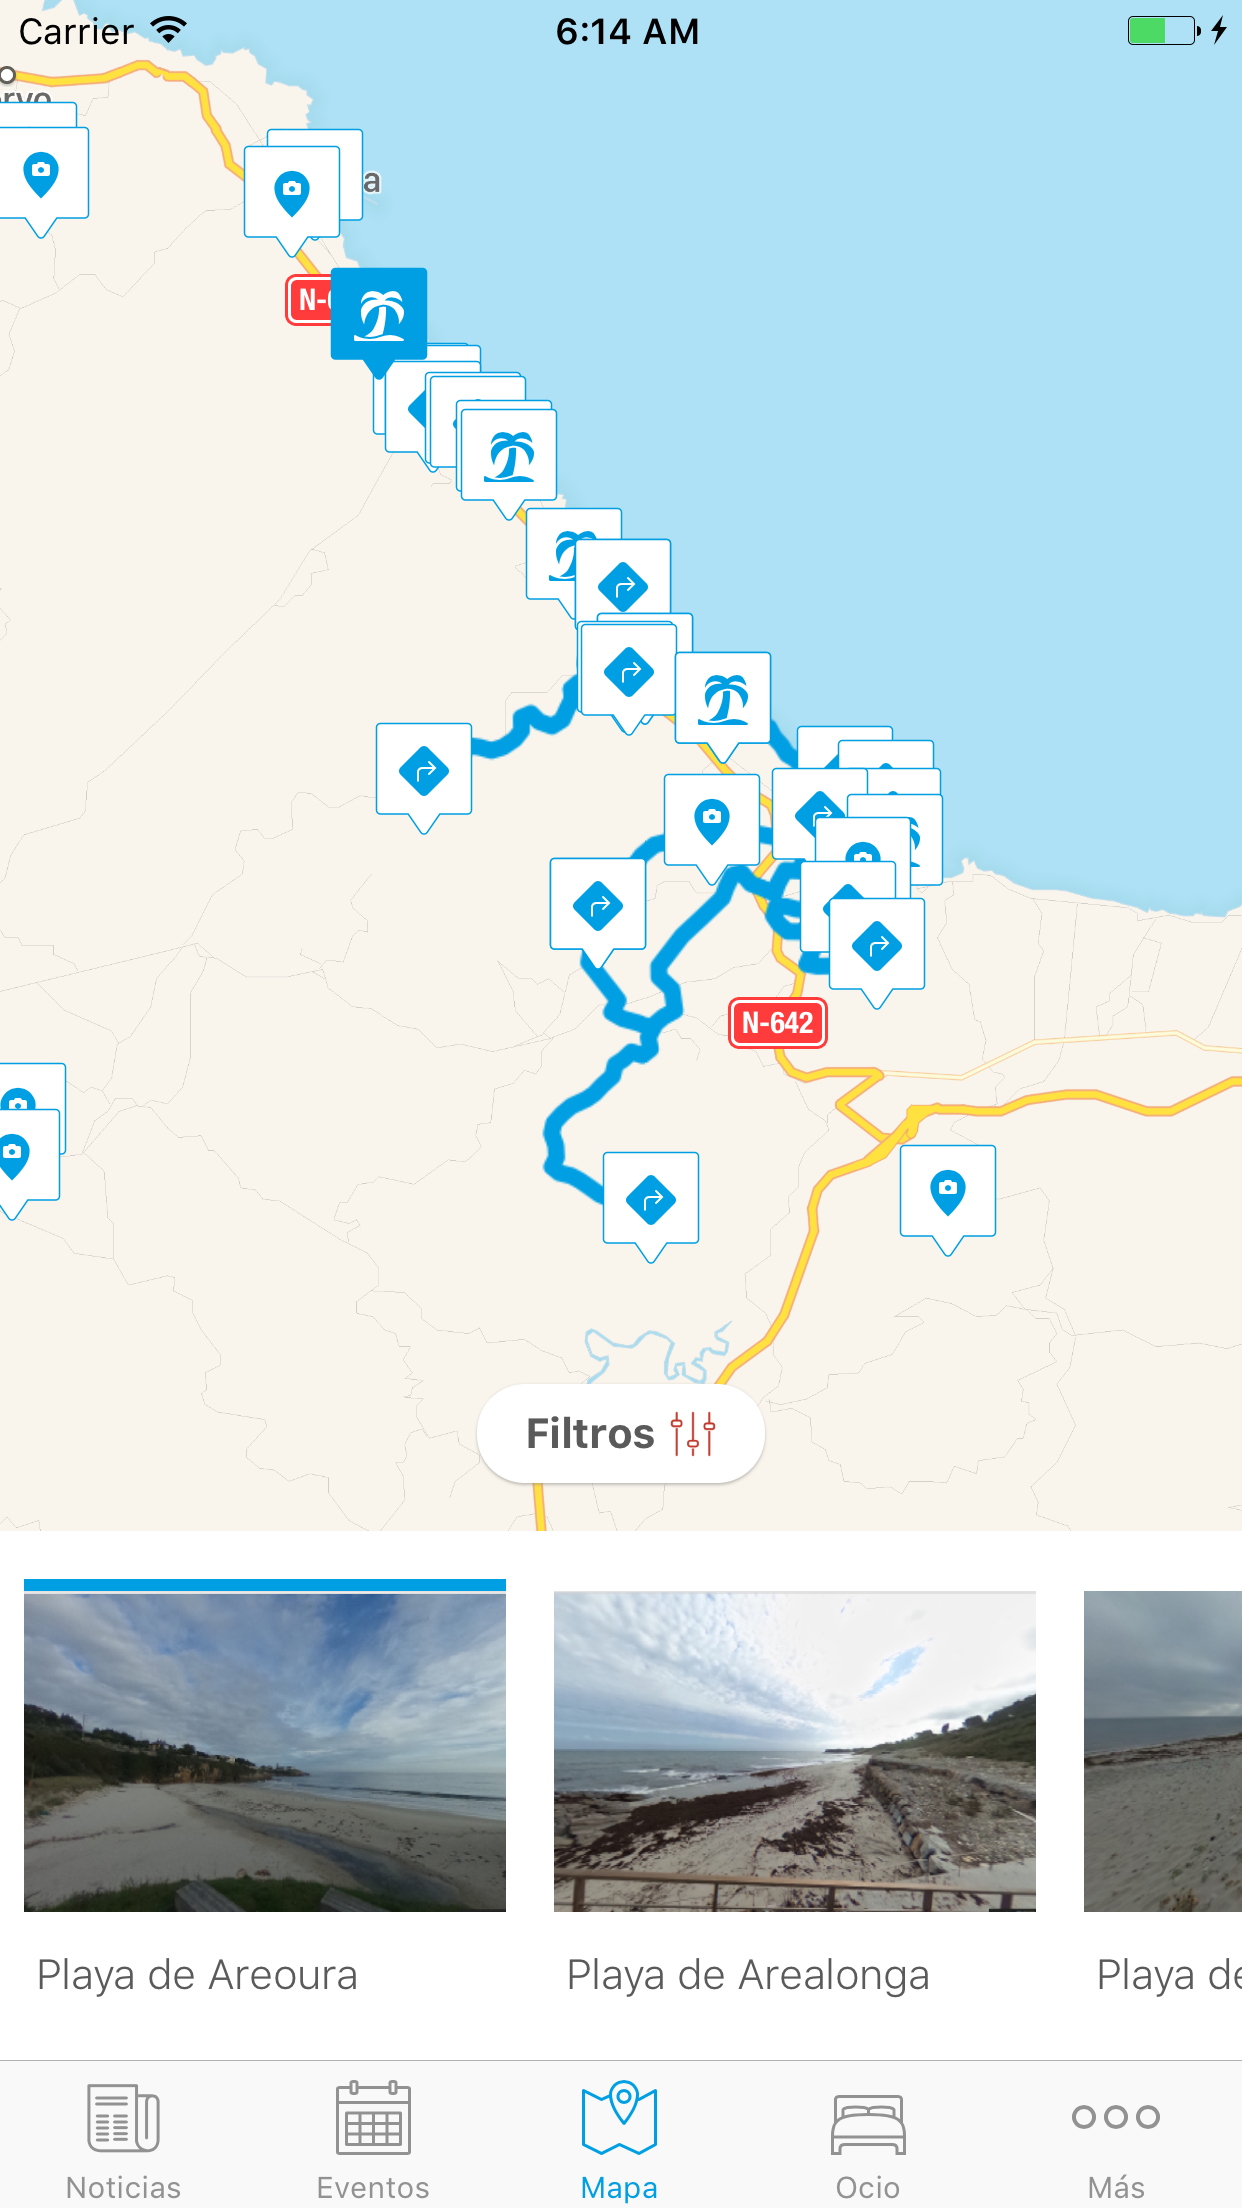 Carrier
6:14 AM
a
N-642
Filtros
Playa de Areoura
Playa de Arealonga
Playa de
Noticias
Eventos
Mapa
Ocio
Más